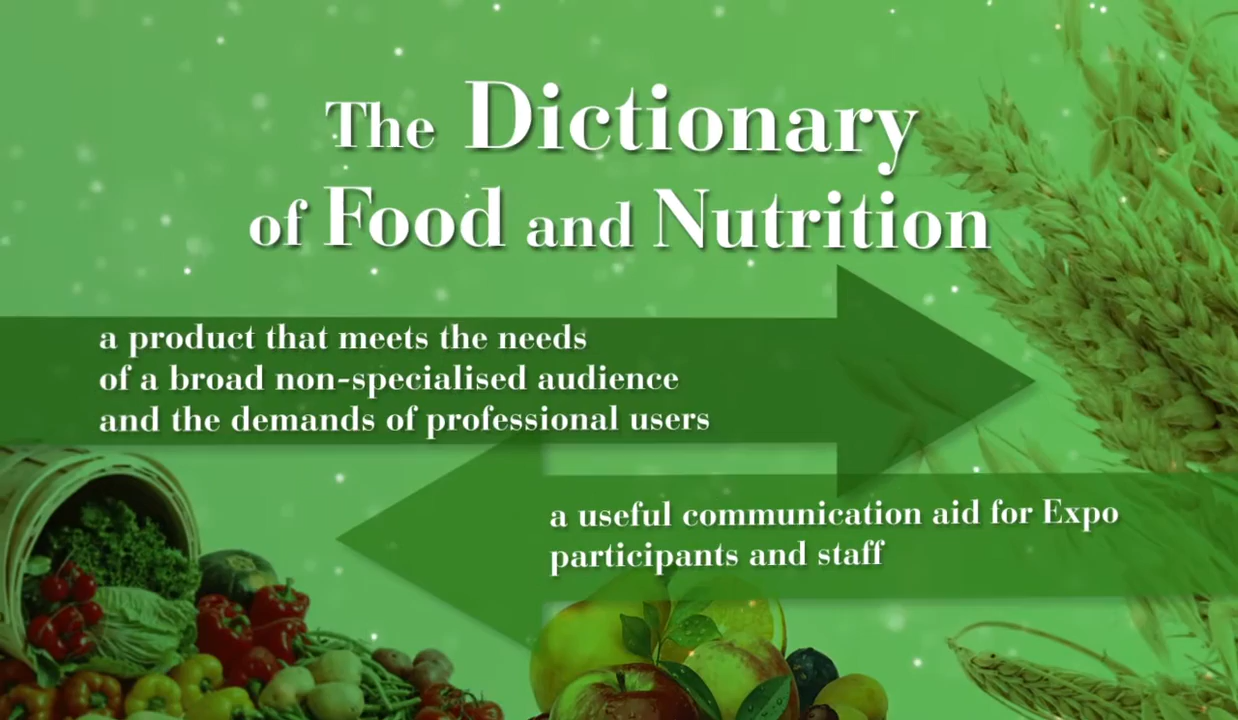 The Dictionary
of Food and Nutrition
a product that meets the needs
of a broad non-specialised audience
and the demands of professional users
a useful communication aid for Expo
participants and staff